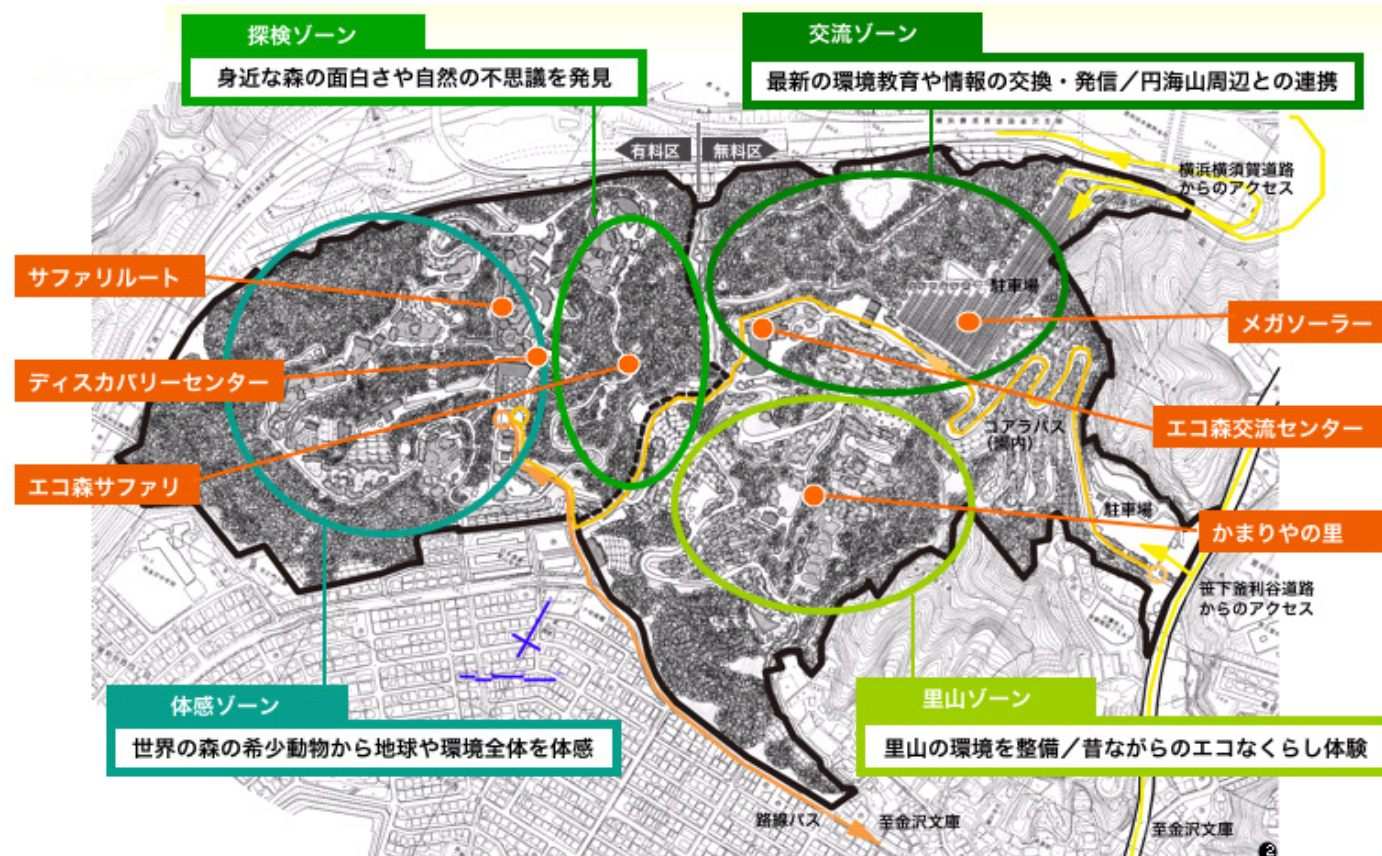 探検ゾーン
身近な森の面白さや自然の不思議を発見
交流ゾーン
最新の環境教育や情報の交換・発信／円海山周辺との連携
有料区
無料区
横浜横須賀道路
からのアクセス
サファリルート
駐車場
メガソーラー
ディスカバリーセンター
コアラバス
（園内）
エコ森交流センター
エコ森サファリ
駐車場
かまりやの里
笹下釜利谷道路
からのアクセス
体感ゾーン
世界の森の希少動物から地球や環境全体を体感
里山ゾーン
里山の環境を整備／昔ながらのエコなくらし体験
路線バス
至金沢文庫
至金沢文庫
2